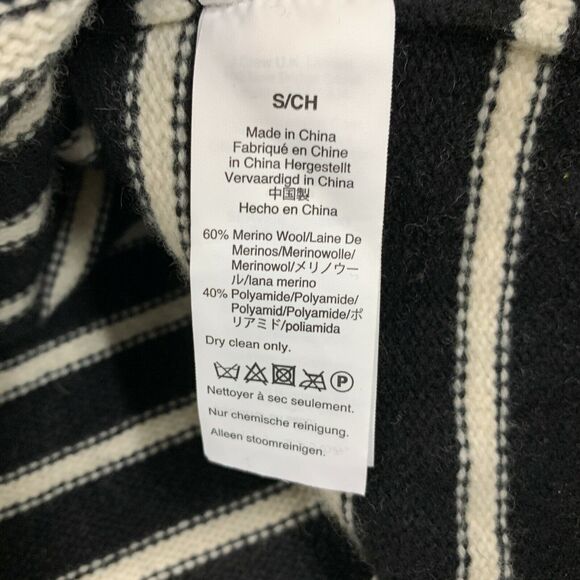 S/CH
Made in China
Fabriqué en Chine
in China Hergestellt
Vervaardigd in China
中国製
Hecho en China
60% Merino Wool/Laine De
Merinos/Merinowolle/
Merinowol/メリノウー
ル/lana merino
40% Polyamide/Polyamide/
Polyamid/Polyamide/ポ
リアミド/poliamida
Dry clean only.
P
Nettoyer à sec seulement.
Nur chemische reinigung.
Alleen stoomreinigen.